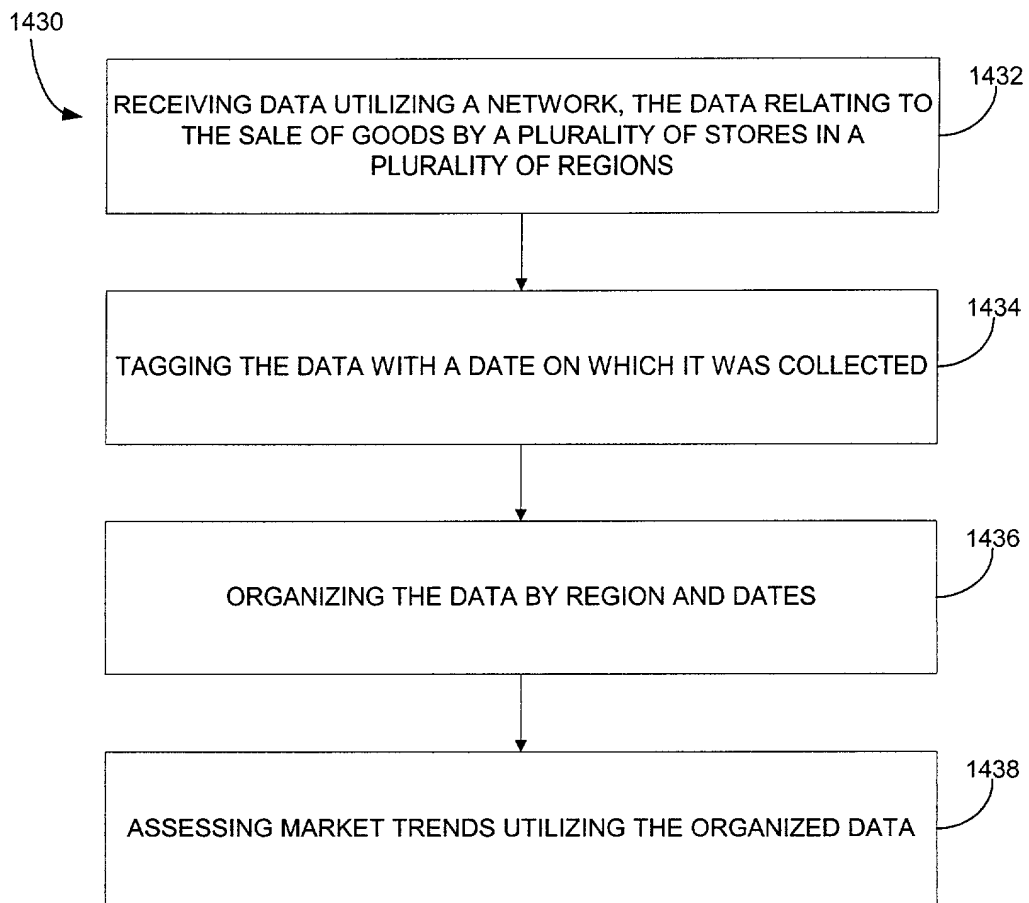 1430
1432
RECEIVING DATA UTILIZING A NETWORK, THE DATA RELATING TO
THE SALE OF GOODS BY A PLURALITY OF STORES IN A
PLURALITY OF REGIONS
1434
TAGGING THE DATA WITH A DATE ON WHICH IT WAS COLLECTED
1436
ORGANIZING THE DATA BY REGION AND DATES
1438
ASSESSING MARKET TRENDS UTILIZING THE ORGANIZED DATA